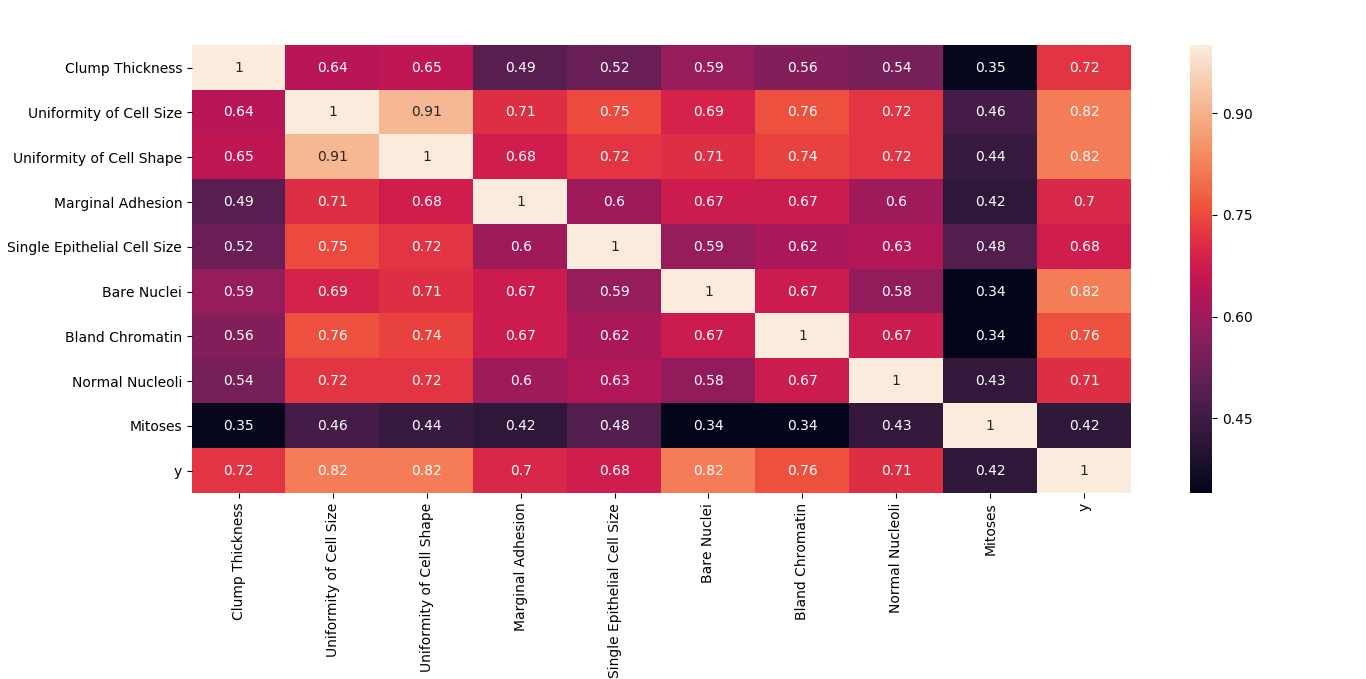 Clump Thickness 1 0.64 0.65 0.49 0.52 0.59 0.56 0.54 0.35 0.72
Uniformity of Cell Size 0.64 1 0.91 0.71 0.75 0.69 0.76 0.72 0.46 0.82
Uniformity of Cell Shape 0.65 0.91 1 0.68 0.72 0.71 0.74 0.72 0.44 0.82
Marginal Adhesion 0.49 0.71 0.68 1 0.6 0.67 0.67 0.6 0.42 0.7
Single Epithelial Cell Size 0.52 0.75 0.72 0.6 1 0.59 0.62 0.63 0.48 0.68
Bare Nuclei 0.59 0.69 0.71 0.67 0.59 1 0.67 0.58 0.34 0.82
Bland Chromatin 0.56 0.76 0.74 0.67 0.62 0.67 1 0.67 0.34 0.76
Normal Nucleoli 0.54 0.72 0.72 0.6 0.63 0.58 0.67 1 0.43 0.71
Mitoses 0.35 0.46 0.44 0.42 0.48 0.34 0.34 0.43 1 0.42
y 0.72 0.82 0.82 0.7 0.68 0.82 0.76 0.71 0.42 1
Clump Thickness
Uniformity of Cell Size
Uniformity of Cell Shape
Marginal Adhesion
Single Epithelial Cell Size
Bare Nuclei
Bland Chromatin
Normal Nucleoli
Mitoses
y
0.90
0.75
0.60
0.45